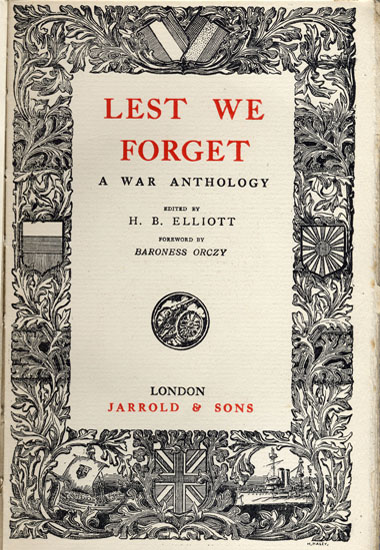 LEST WE
FORGET
A WAR ANTHOLOGY
EDITED BY
H. B. ELLIOTT
FOREWORD BY
BARONESS ORCZY
LONDON
JARROLD & SONS